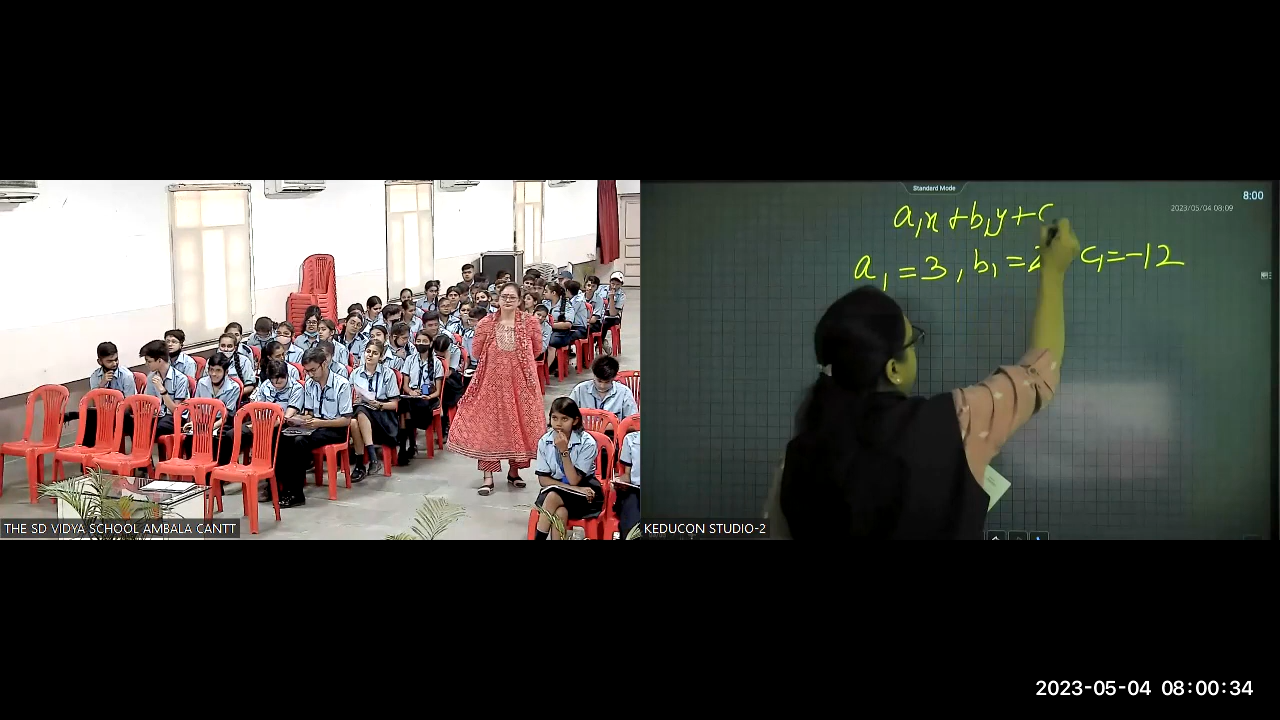 Standard Mode
8:00
2023/05/04 08:09
a₁x + b₁y + c
a₁ = 3, b₁ = 2 c₁ = -12
THE SD VIDYA SCHOOL AMBALA CANTT
KEDUCON STUDIO-2
2023-05-04 08:00:34